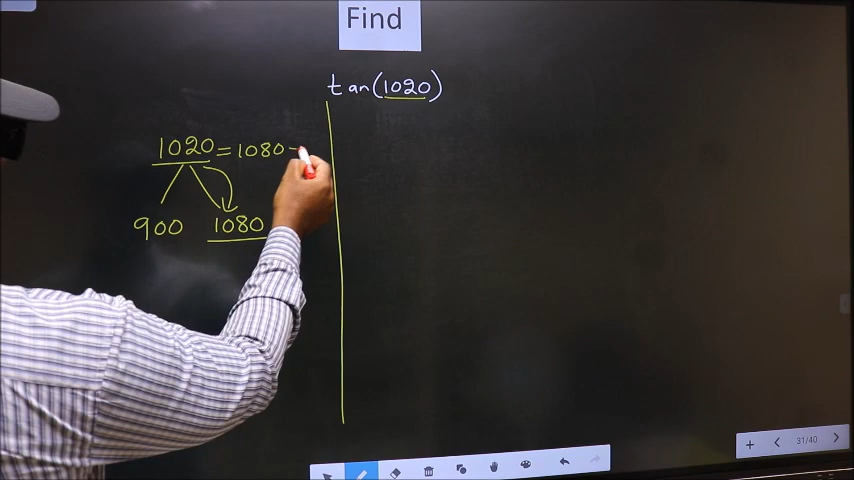 Find
tan(1020)
1020 = 1080 -
900 1080
31/40